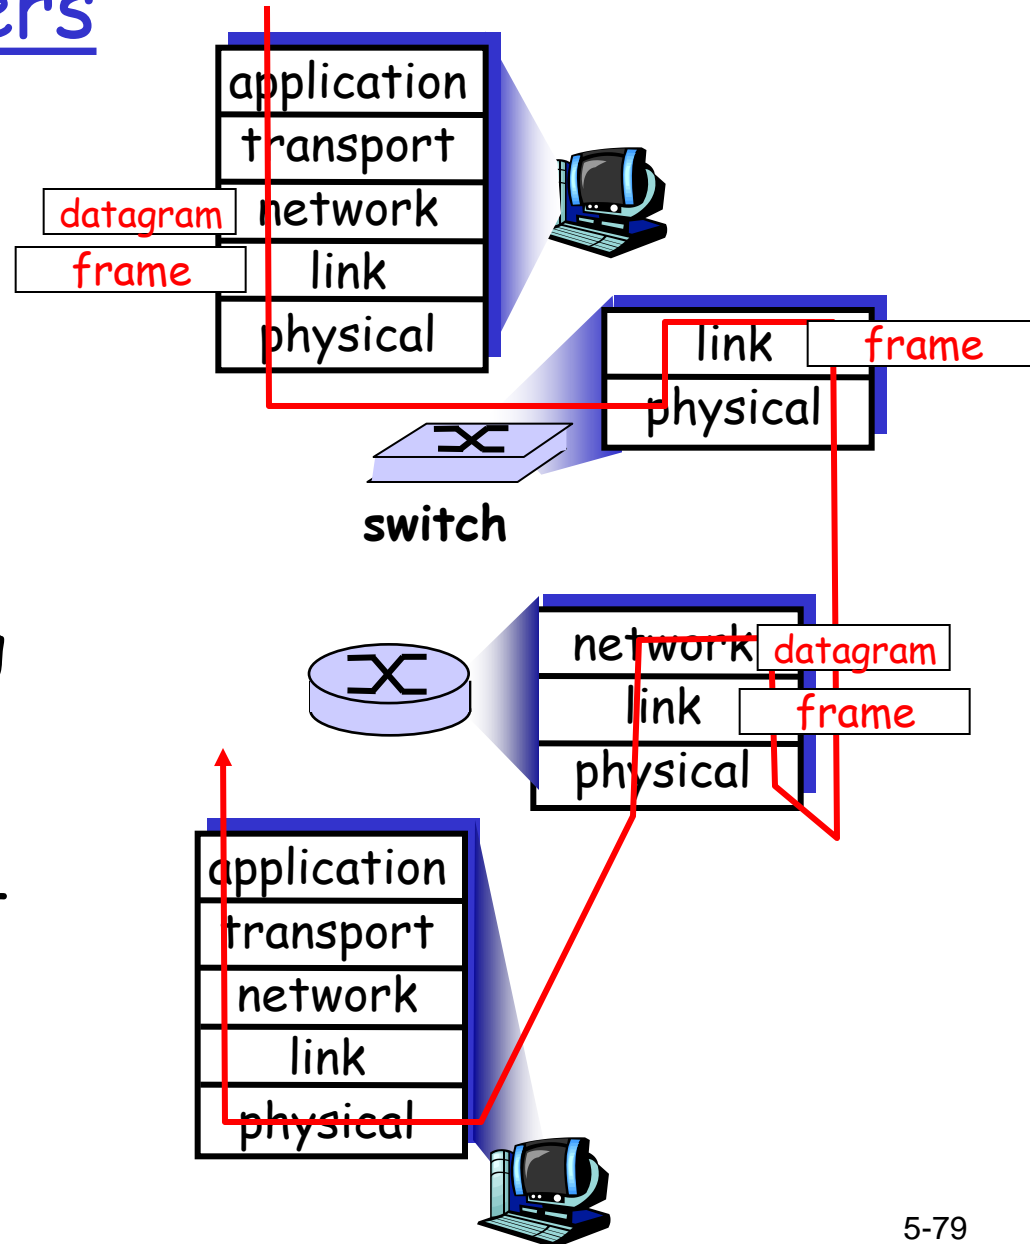 ers
application
transport
datagram network
frame link
physical
link frame
physical
switch
network datagram
link frame
physical
application
transport
network
link
physical
5-79